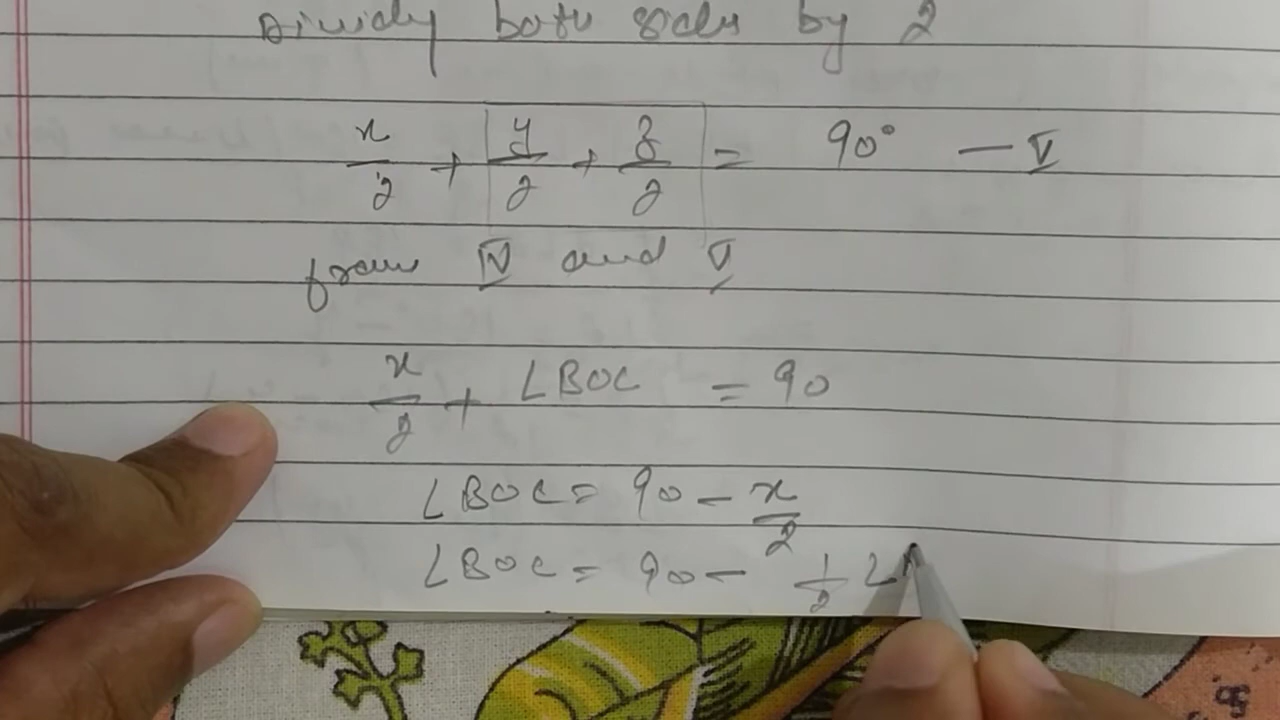 Dividy both sides by 2
x/2 + y/2 + z/2 = 90° — V
from IV and V
x/2 + ∠BOC = 90
∠BOC = 90 - x/2
∠BOC = 90 - 1/2 ∠